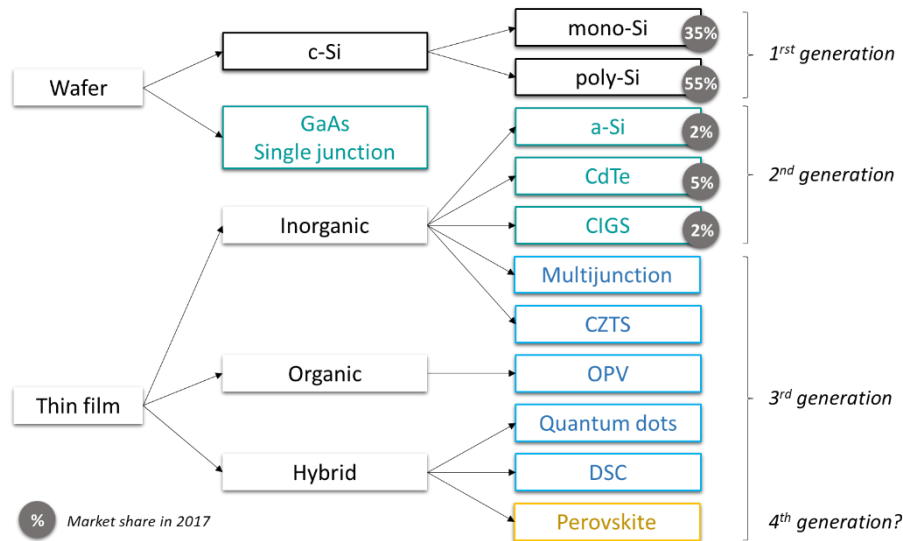 Wafer
c-Si
GaAs
Single junction
mono-Si
35%
poly-Si
55%
1rst generation
a-Si
2%
CdTe
5%
CIGS
2%
2nd generation
Thin film
Inorganic
Organic
Hybrid
Multijunction
CZTS
OPV
Quantum dots
DSC
3rd generation
Perovskite
4th generation?
% Market share in 2017